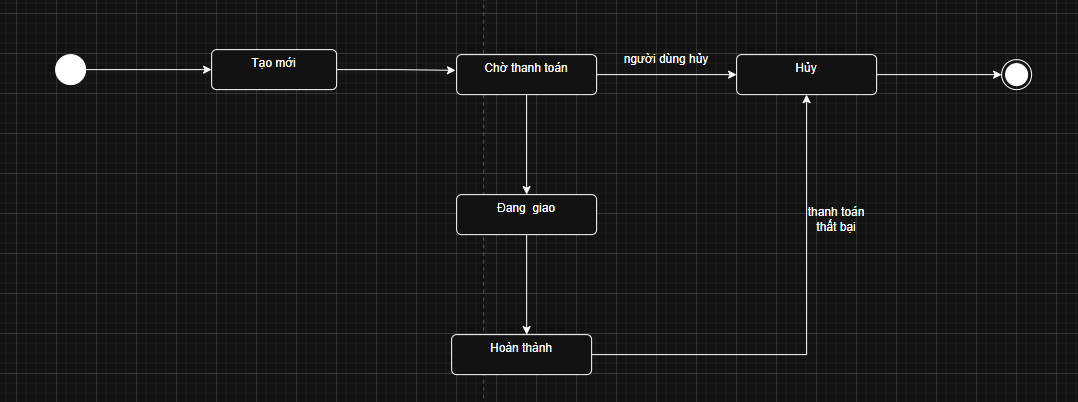 Tạo mới
Chờ thanh toán
người dùng hủy
Hủy
Đang giao
thanh toán
thất bại
Hoàn thành